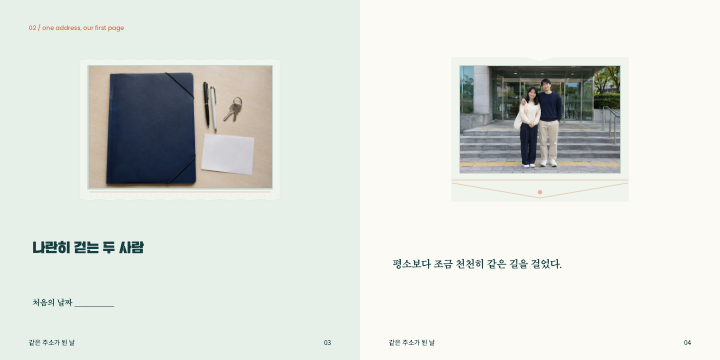 02 / one address, our first page
나란히 걷는 두 사람
처음의 날짜 __________
같은 주소가 된 날
03
평소보다 조금 천천히 같은 길을 걸었다.
같은 주소가 된 날
04